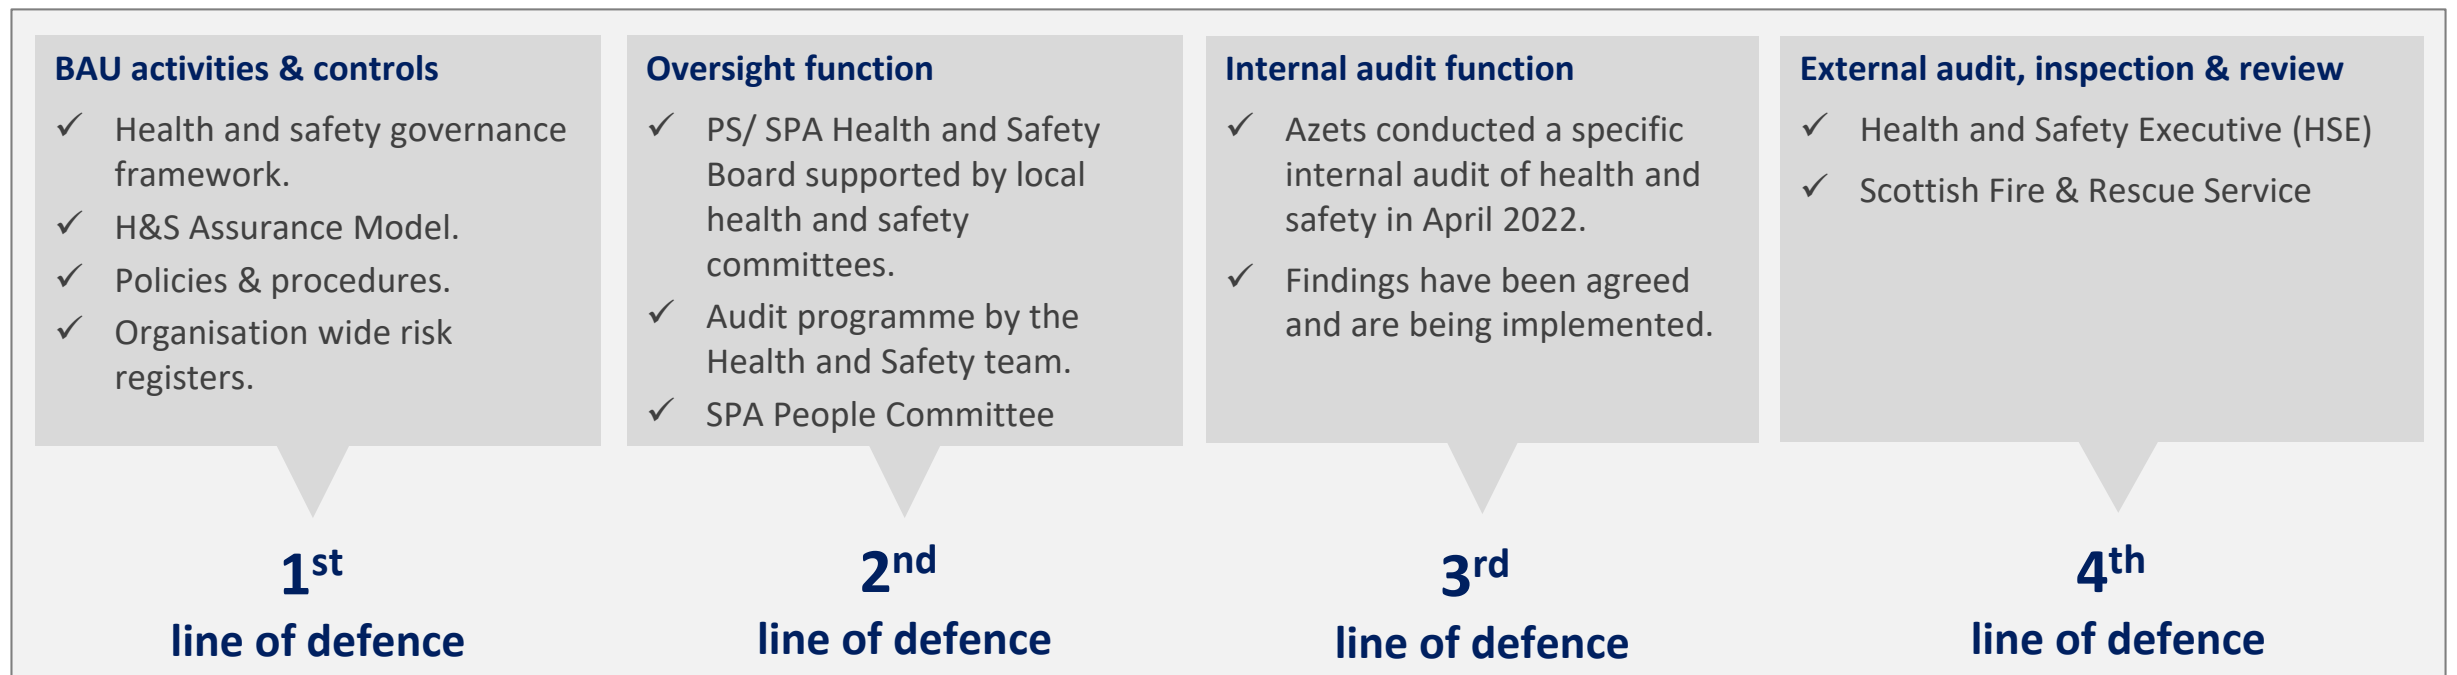 BAU activities & controls
✓ Health and safety governance
framework.
✓ H&S Assurance Model.
✓ Policies & procedures.
✓ Organisation wide risk
registers.
1st
line of defence
Oversight function
✓ PS/ SPA Health and Safety
Board supported by local
health and safety
committees.
✓ Audit programme by the
Health and Safety team.
✓ SPA People Committee
2nd
line of defence
Internal audit function
✓ Azets conducted a specific
internal audit of health and
safety in April 2022.
✓ Findings have been agreed
and are being implemented.
3rd
line of defence
External audit, inspection & review
✓ Health and Safety Executive (HSE)
✓ Scottish Fire & Rescue Service
4th
line of defence